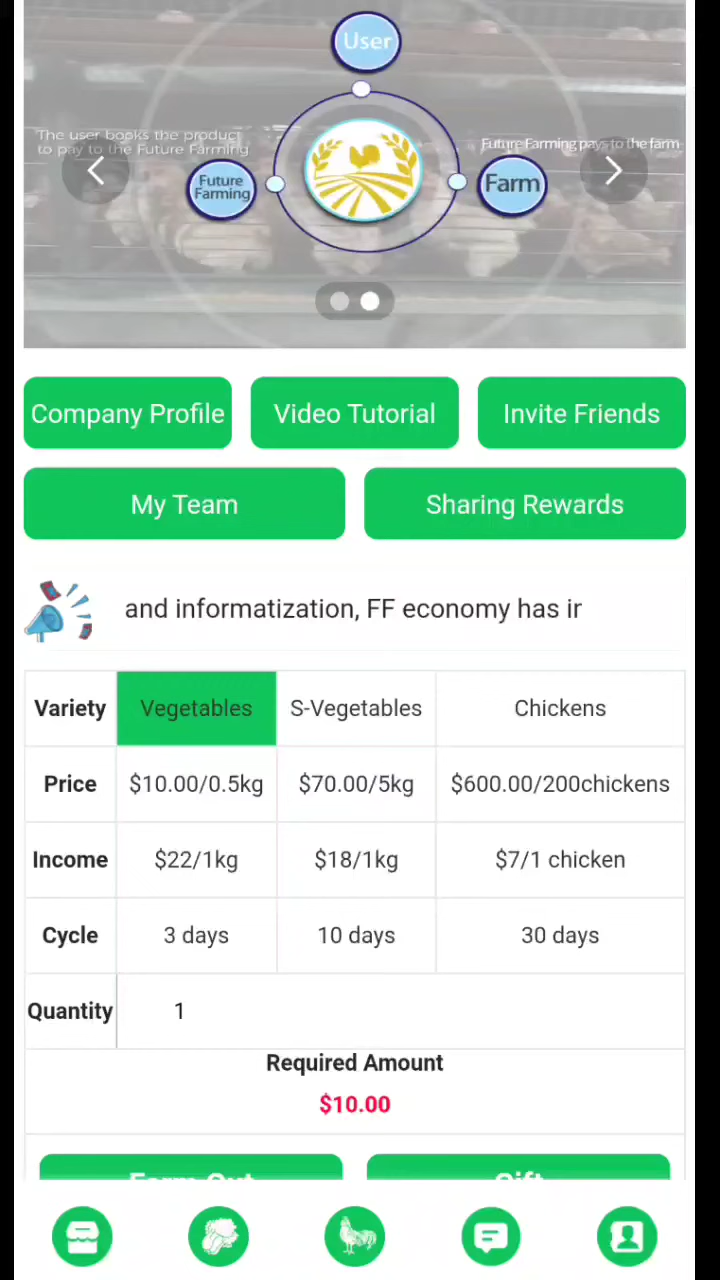 User
The user books the product
to pay to the Future Farming
Future Farming pays to the farm
Future
Farming
Farm
Company Profile
Video Tutorial
Invite Friends
My Team
Sharing Rewards
and informatization, FF economy has ir
Variety Vegetables S-Vegetables Chickens
Price $10.00/0.5kg $70.00/5kg $600.00/200chickens
Income $22/1kg $18/1kg $7/1 chicken
Cycle 3 days 10 days 30 days
Quantity 1
Required Amount
$10.00
Farm Out
Gift